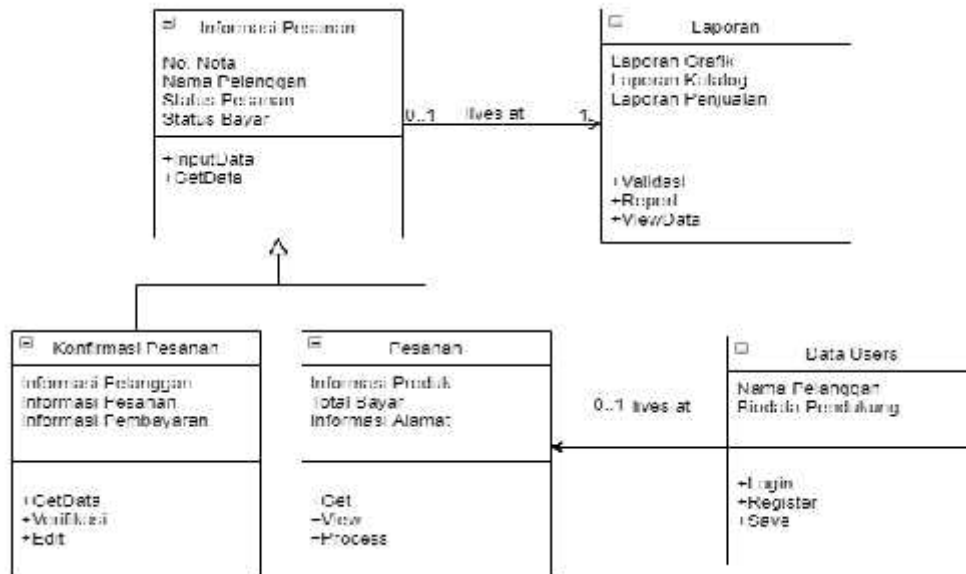 Informasi Pesanan
No. Nota
Nama Pelanggan
Status Pesanan
Status Bayar
+InputData
+GetData
0..1 lives at 1
Laporan
Laporan Grafik
Laporan Katalog
Laporan Penjualan
+Validasi
+Report
+ViewData
Konfirmasi Pesanan
Informasi Pelanggan
Informasi Pesanan
Informasi Pembayaran
+GetData
+Verifikasi
+Edit
Pesanan
Informasi Produk
Total Bayar
Informasi Alamat
+Get
+View
+Process
0..1 lives at
Data Users
Nama Pelanggan
Biodata Pendukung
+Login
+Register
+Save